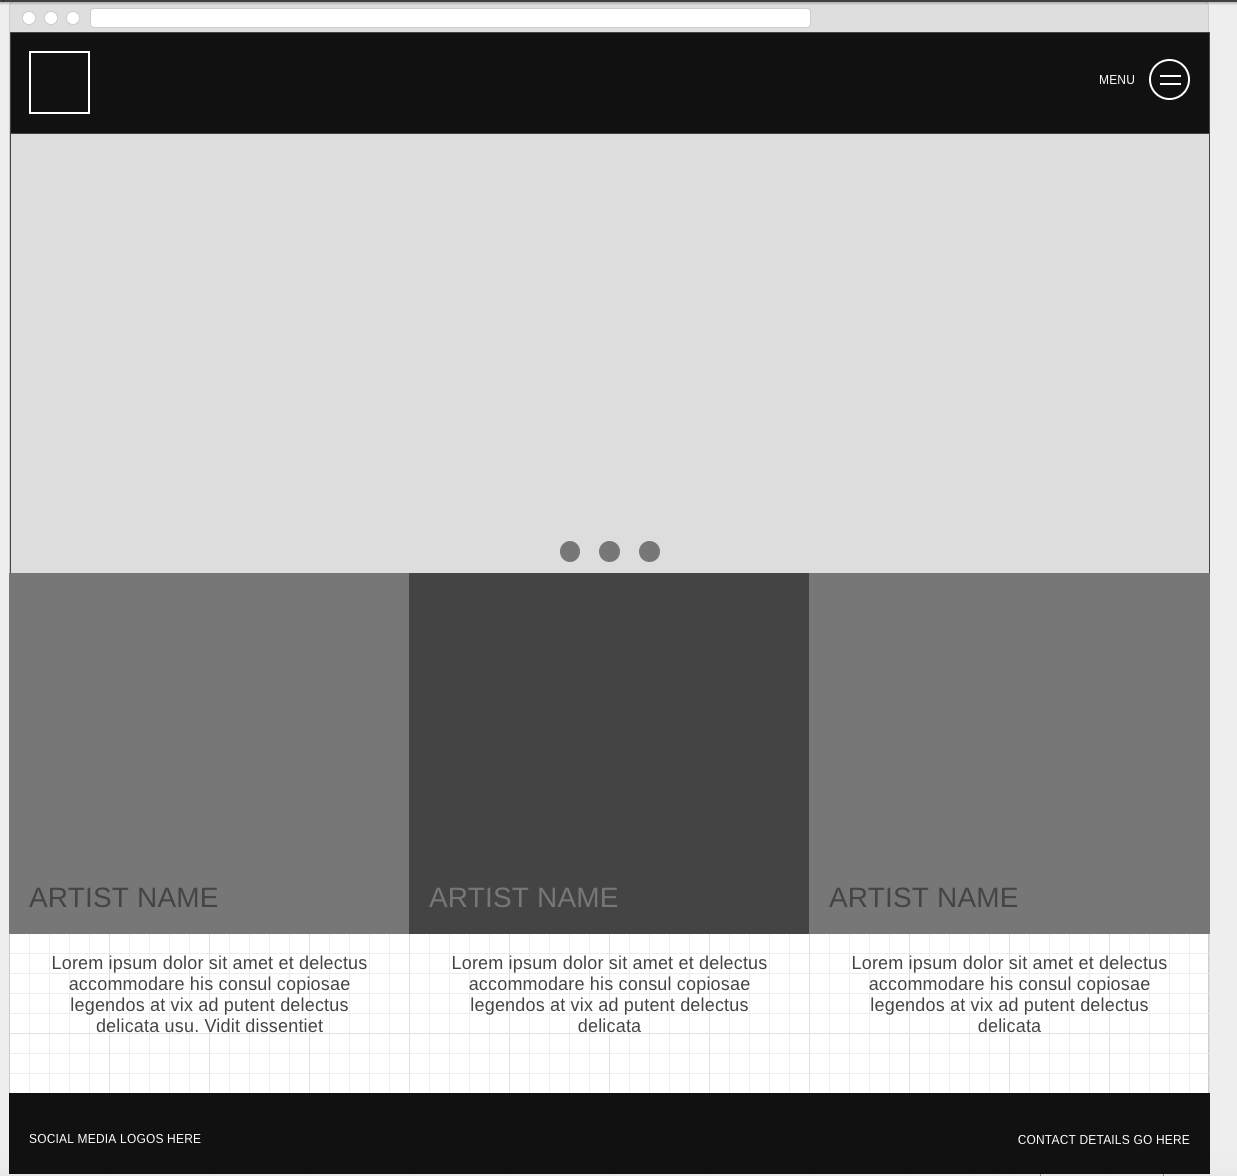 MENU
ARTIST NAME
ARTIST NAME
ARTIST NAME
Lorem ipsum dolor sit amet et delectus
accommodare his consul copiosae
legendos at vix ad putent delectus
delicata usu. Vidit dissentiet
Lorem ipsum dolor sit amet et delectus
accommodare his consul copiosae
legendos at vix ad putent delectus
delicata
Lorem ipsum dolor sit amet et delectus
accommodare his consul copiosae
legendos at vix ad putent delectus
delicata
SOCIAL MEDIA LOGOS HERE
CONTACT DETAILS GO HERE